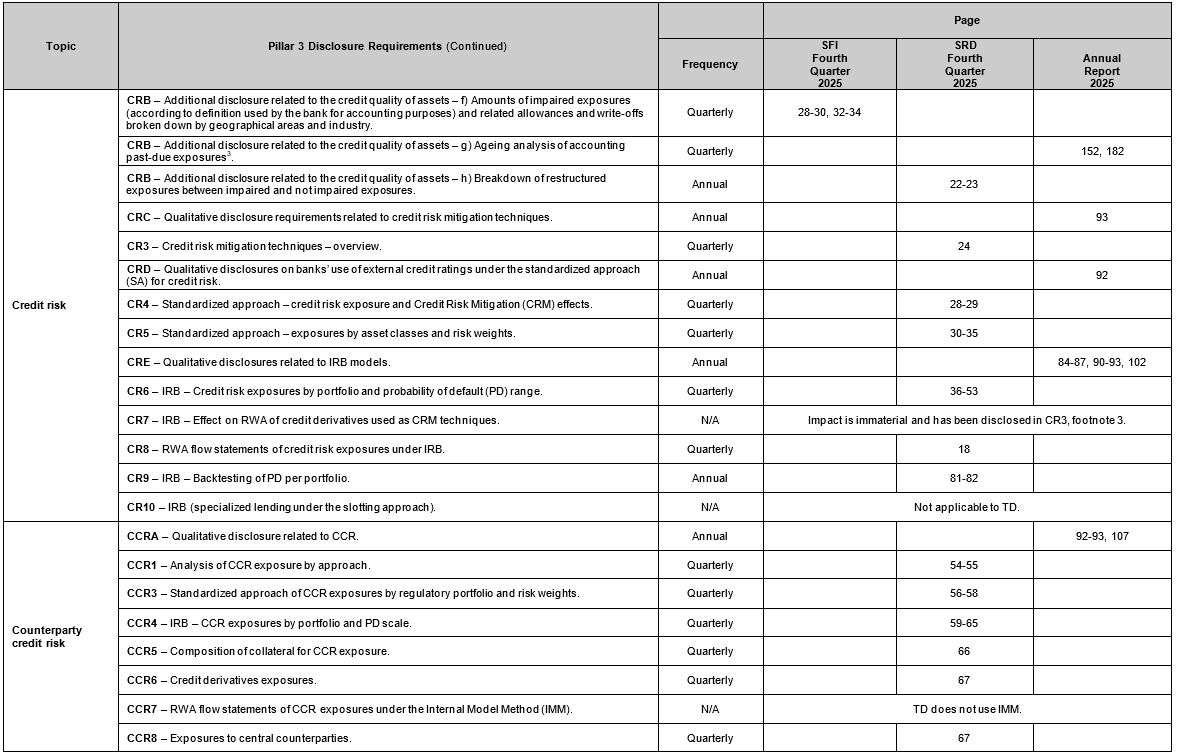 Topic
Pillar 3 Disclosure Requirements (Continued)
Page
Frequency
SFI
Fourth
Quarter
2025
SRD
Fourth
Quarter
2025
Annual
Report
2025
Credit risk
CRB – Additional disclosure related to the credit quality of assets – f) Amounts of impaired exposures
(according to definition used by the bank for accounting purposes) and related allowances and write-offs
broken down by geographical areas and industry.
Quarterly
28-30, 32-34
CRB – Additional disclosure related to the credit quality of assets – g) Ageing analysis of accounting
past-due exposures³.
Quarterly
152, 182
CRB – Additional disclosure related to the credit quality of assets – h) Breakdown of restructured
exposures between impaired and not impaired exposures.
Annual
22-23
CRC – Qualitative disclosure requirements related to credit risk mitigation techniques.
Annual
93
CR3 – Credit risk mitigation techniques – overview.
Quarterly
24
CRD – Qualitative disclosures on banks' use of external credit ratings under the standardized approach
(SA) for credit risk.
Annual
92
CR4 – Standardized approach – credit risk exposure and Credit Risk Mitigation (CRM) effects.
Quarterly
28-29
CR5 – Standardized approach – exposures by asset classes and risk weights.
Quarterly
30-35
CRE – Qualitative disclosures related to IRB models.
Annual
84-87, 90-93, 102
CR6 – IRB – Credit risk exposures by portfolio and probability of default (PD) range.
Quarterly
36-53
CR7 – IRB – Effect on RWA of credit derivatives used as CRM techniques.
N/A
Impact is immaterial and has been disclosed in CR3, footnote 3.
CR8 – RWA flow statements of credit risk exposures under IRB.
Quarterly
18
CR9 – IRB – Backtesting of PD per portfolio.
Annual
81-82
CR10 – IRB (specialized lending under the slotting approach).
N/A
Not applicable to TD.
Counterparty
credit risk
CCRA – Qualitative disclosure related to CCR.
Annual
92-93, 107
CCR1 – Analysis of CCR exposure by approach.
Quarterly
54-55
CCR3 – Standardized approach of CCR exposures by regulatory portfolio and risk weights.
Quarterly
56-58
CCR4 – IRB – CCR exposures by portfolio and PD scale.
Quarterly
59-65
CCR5 – Composition of collateral for CCR exposure.
Quarterly
66
CCR6 – Credit derivatives exposures.
Quarterly
67
CCR7 – RWA flow statements of CCR exposures under the Internal Model Method (IMM).
N/A
TD does not use IMM.
CCR8 – Exposures to central counterparties.
Quarterly
67